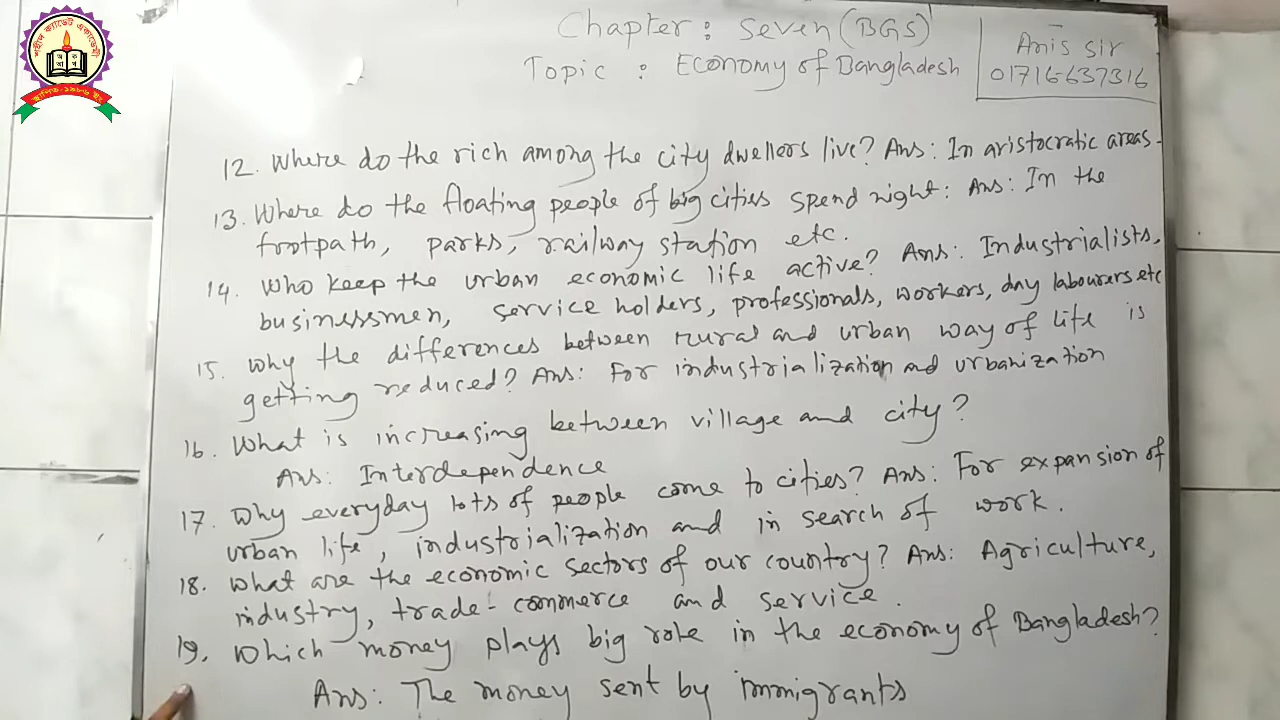 শহীদ ক্যাডেট একাডেমী
স্থাপিত-১৯৮৬ ইং
Chapter : Seven (BGS)
Topic : Economy of Bangladesh
Anis Sir
01716-637316
12. Where do the rich among the city dwellers live? Ans: In aristocratic areas.
13. Where do the floating people of big cities spend night: Ans: In the
footpath, parks, railway station etc.
14. Who keep the urban economic life active? Ans: Industrialists,
businessmen, service holders, professionals, workers, day labourers etc
15. Why the differences between rural and urban way of life is
getting reduced? Ans: For industrialization and urbanization
16. What is increasing between village and city?
Ans: Interdependence
17. Why everyday lots of people come to cities? Ans: For expansion of
urban life, industrialization and in search of work.
18. What are the economic sectors of our country? Ans: Agriculture,
industry, trade-commerce and service.
19. Which money plays big role in the economy of Bangladesh?
Ans: The money sent by immigrants